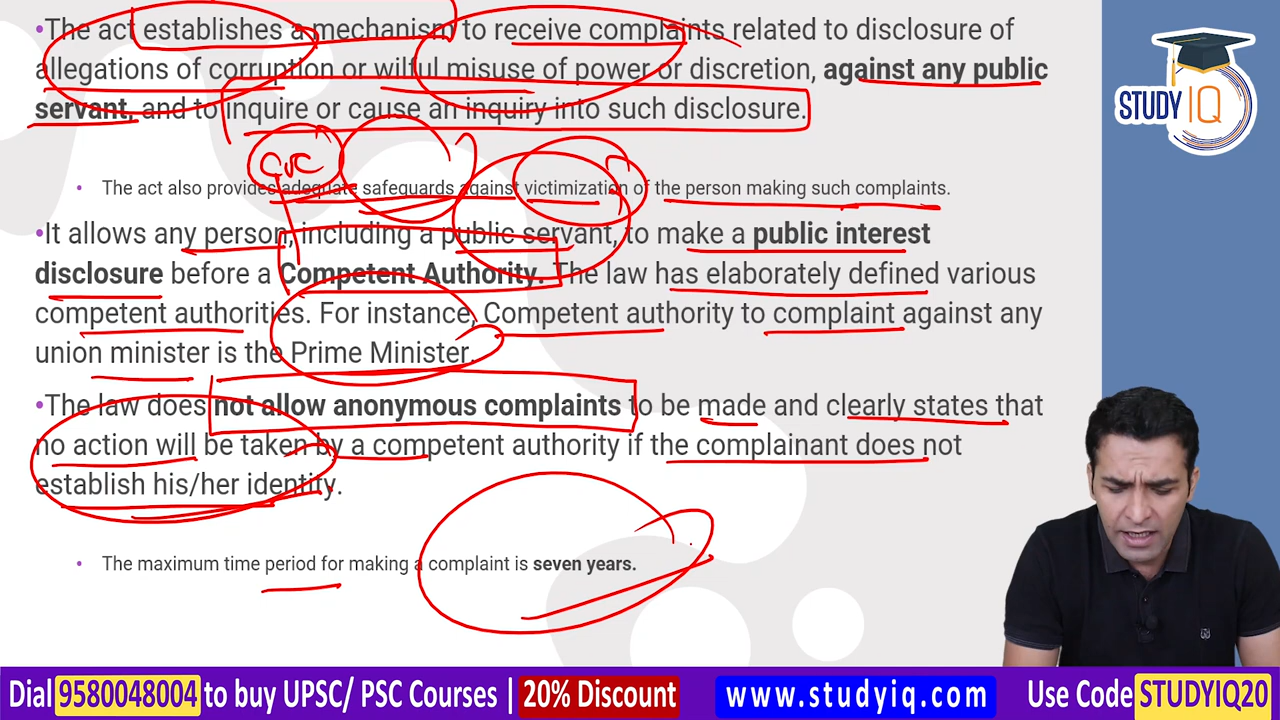 •The act establishes a mechanism to receive complaints related to disclosure of
allegations of corruption or wilful misuse of power or discretion, against any public
servant, and to inquire or cause an inquiry into such disclosure.
CVC
• The act also provides adequate safeguards against victimization of the person making such complaints.
•It allows any person, including a public servant, to make a public interest
disclosure before a Competent Authority. The law has elaborately defined various
competent authorities. For instance, Competent authority to complaint against any
union minister is the Prime Minister.
•The law does not allow anonymous complaints to be made and clearly states that
no action will be taken by a competent authority if the complainant does not
establish his/her identity.
• The maximum time period for making a complaint is seven years.
STUDY IQ
Dial 9580048004 to buy UPSC/ PSC Courses | 20% Discount www.studyiq.com Use Code STUDYIQ20